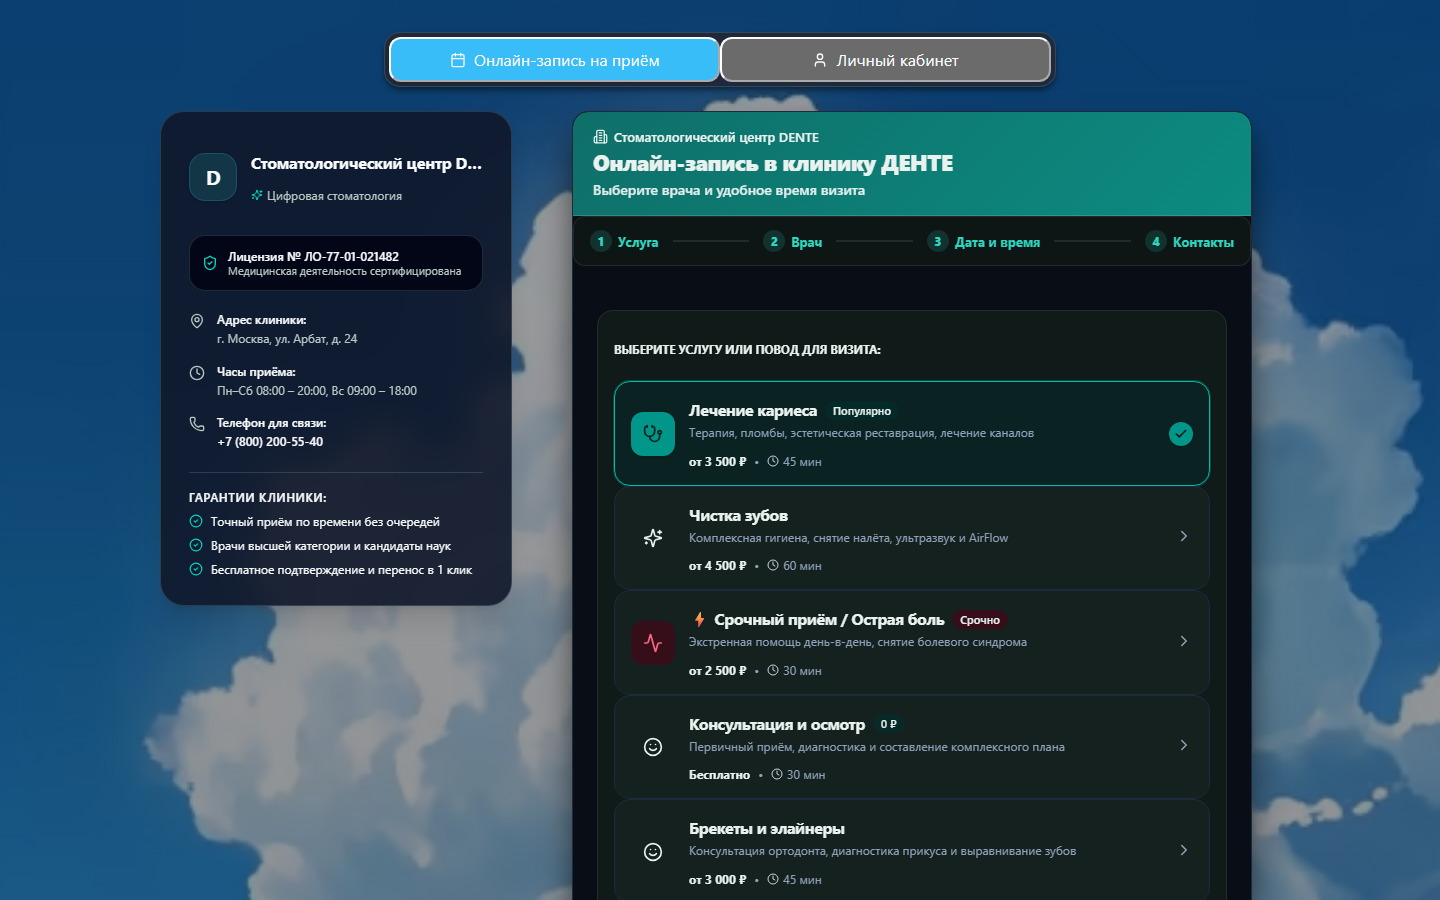 Онлайн-запись на приём
Личный кабинет
D
Стоматологический центр D...
Цифровая стоматология
Лицензия № ЛО-77-01-021482
Медицинская деятельность сертифицирована
Адрес клиники:
г. Москва, ул. Арбат, д. 24
Часы приёма:
Пн–Сб 08:00 – 20:00, Вс 09:00 – 18:00
Телефон для связи:
+7 (800) 200-55-40
ГАРАНТИИ КЛИНИКИ:
Точный приём по времени без очередей
Врачи высшей категории и кандидаты наук
Бесплатное подтверждение и перенос в 1 клик
Стоматологический центр DENTE
Онлайн-запись в клинику ДЕНТЕ
Выберите врача и удобное время визита
1 Услуга 2 Врач 3 Дата и время 4 Контакты
ВЫБЕРИТЕ УСЛУГУ ИЛИ ПОВОД ДЛЯ ВИЗИТА:
Лечение кариеса Популярно
Терапия, пломбы, эстетическая реставрация, лечение каналов
от 3 500 ₽ • 45 мин
Чистка зубов
Комплексная гигиена, снятие налёта, ультразвук и AirFlow
от 4 500 ₽ • 60 мин
Срочный приём / Острая боль Срочно
Экстренная помощь день-в-день, снятие болевого синдрома
от 2 500 ₽ • 30 мин
Консультация и осмотр 0 ₽
Первичный приём, диагностика и составление комплексного плана
Бесплатно • 30 мин
Брекеты и элайнеры
Консультация ортодонта, диагностика прикуса и выравнивание зубов
от 3 000 ₽ • 45 мин